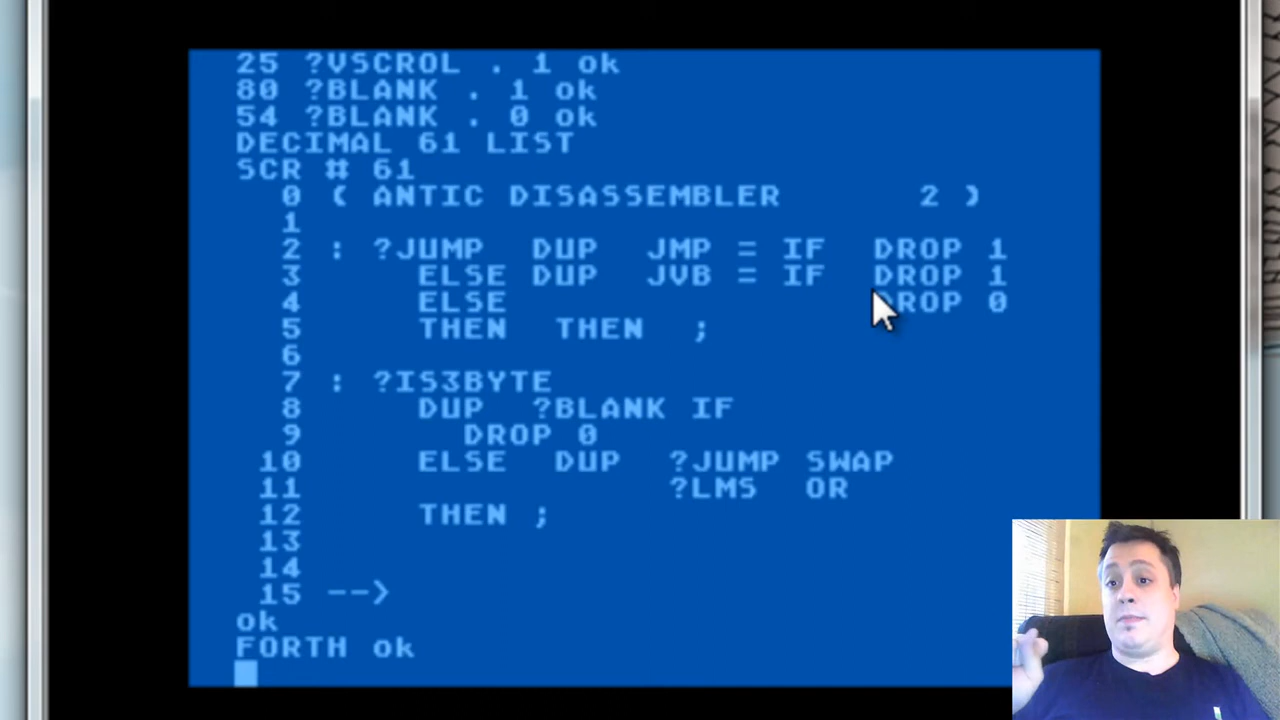 25 ?VSCROL . 1 ok
80 ?BLANK . 1 ok
54 ?BLANK . 0 ok
DECIMAL 61 LIST
SCR # 61
0 ( ANTIC DISASSEMBLER 2 )
1
2 : ?JUMP DUP JMP = IF DROP 1
3 ELSE DUP JVB = IF DROP 1
4 ELSE DROP 0
5 THEN THEN ;
6
7 : ?IS3BYTE
8 DUP ?BLANK IF
9 DROP 0
10 ELSE DUP ?JUMP SWAP
11 ?LMS OR
12 THEN ;
13
14
15 -->
ok
FORTH ok